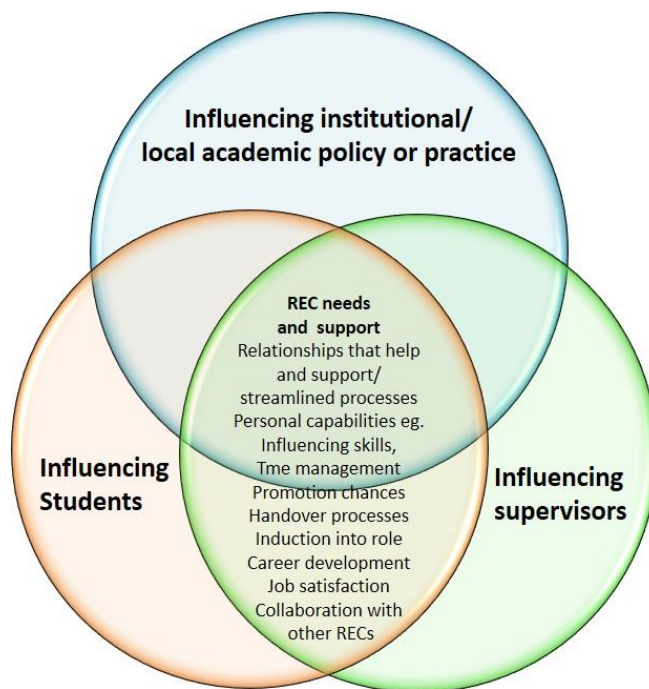 Influencing institutional/
local academic policy or practice
REC needs
and support
Relationships that help
and support/
streamlined processes
Personal capabilities eg.
Influencing skills,
Tme management
Promotion chances
Handover processes
Induction into role
Career development
Job satisfaction
Collaboration with
other RECs
Influencing
Students
Influencing
supervisors